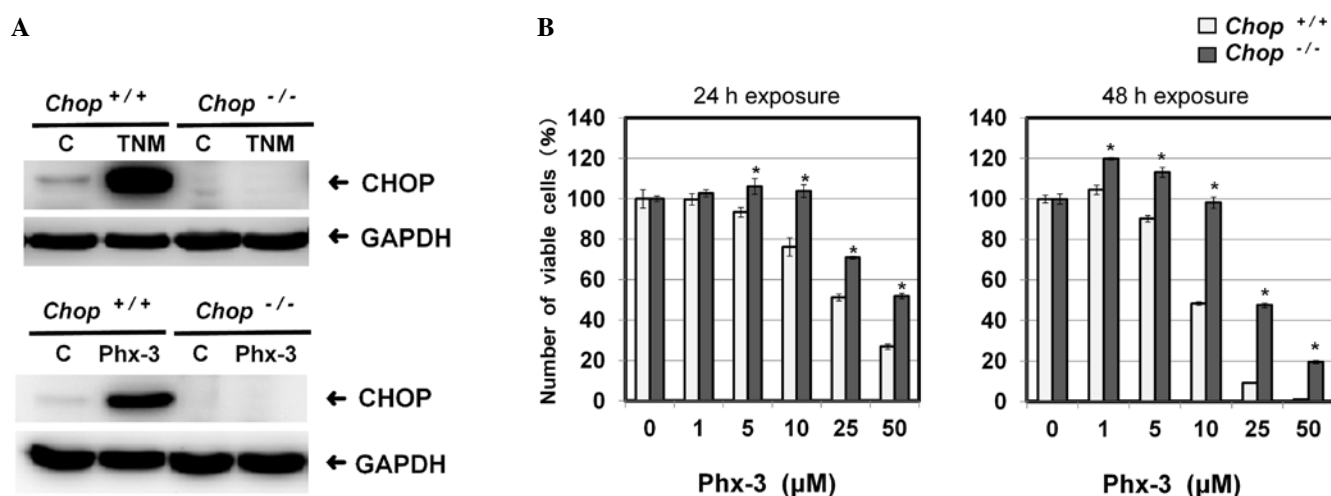 A
Chop +/+ Chop -/-
C TNM C TNM
← CHOP
← GAPDH
Chop +/+ Chop -/-
C Phx-3 C Phx-3
← CHOP
← GAPDH
B
Chop +/+
Chop -/-
24 h exposure
Number of viable cells (%)
140
120
100
80
60
40
20
0
* * * *
0 1 5 10 25 50
Phx-3 (µM)
48 h exposure
140
120
100
80
60
40
20
0
* * * * *
0 1 5 10 25 50
Phx-3 (µM)